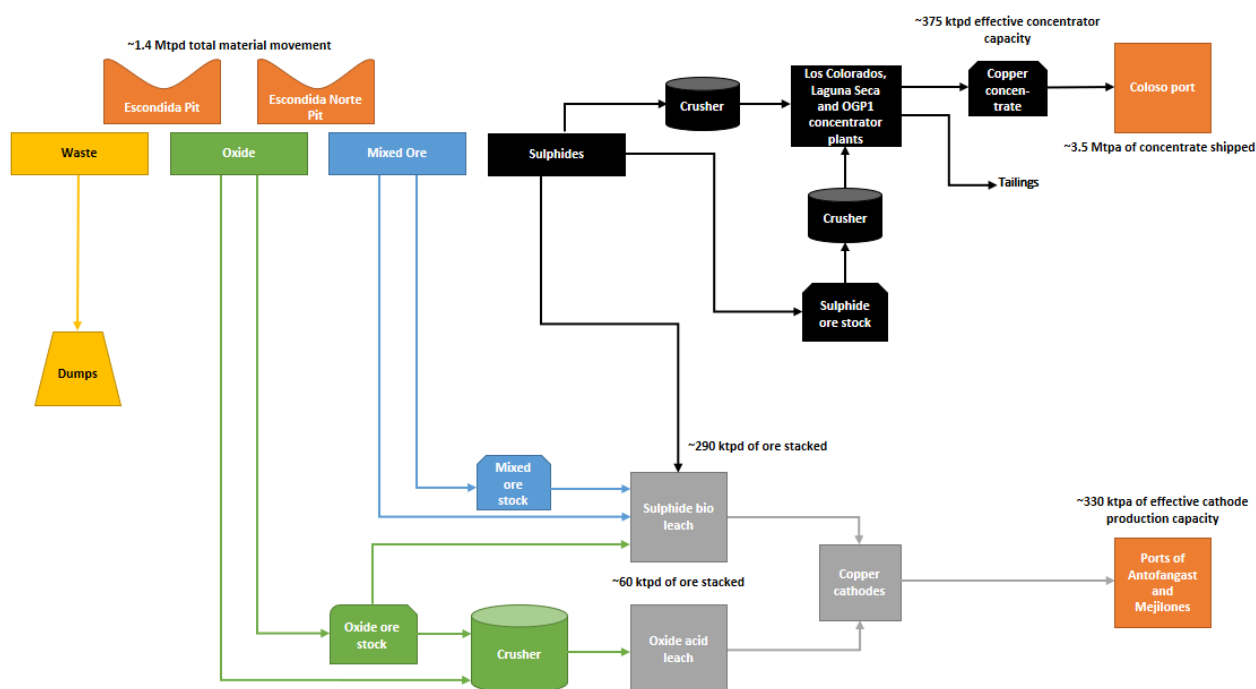 ~1.4 Mtpd total material movement
Escondida Pit
Escondida Norte
Pit
~375 ktpd effective concentrator
capacity
Crusher
Los Colorados,
Laguna Seca
and OGP1
concentrator
plants
Copper
concen-
trate
Coloso port
~3.5 Mtpa of concentrate shipped
Waste
Oxide
Mixed Ore
Sulphides
Tailings
Crusher
Sulphide
ore stock
Dumps
~290 ktpd of ore stacked
Mixed
ore
stock
Sulphide bio
leach
~330 ktpa of effective cathode
production capacity
~60 ktpd of ore stacked
Copper
cathodes
Ports of
Antofangast
and
Mejilones
Oxide ore
stock
Crusher
Oxide acid
leach